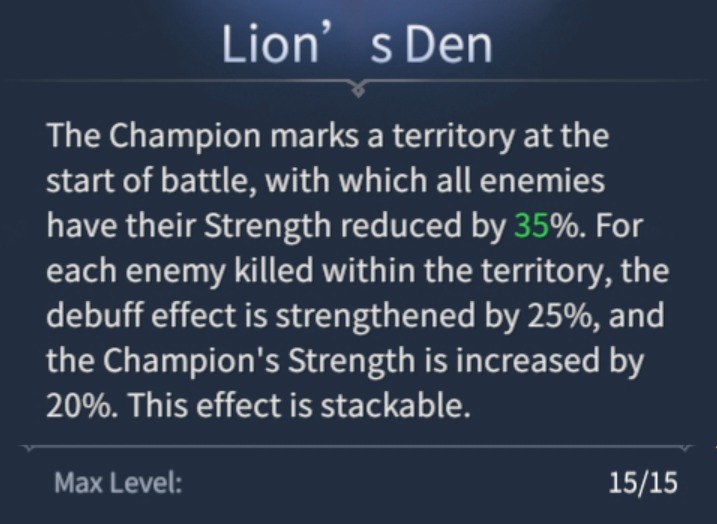 Lion’ s Den
The Champion marks a territory at the
start of battle, with which all enemies
have their Strength reduced by 35%. For
each enemy killed within the territory, the
debuff effect is strengthened by 25%, and
the Champion's Strength is increased by
20%. This effect is stackable.
Max Level: 15/15